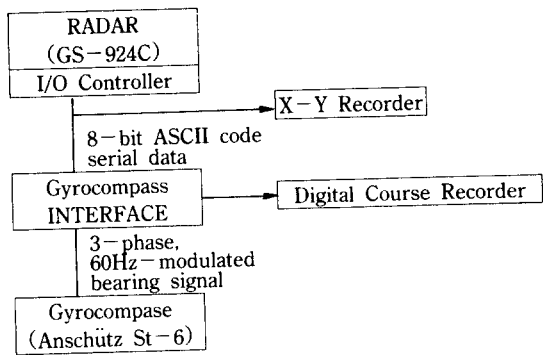 RADAR
(GS-924C)
I/O Controller
X-Y Recorder
8-bit ASCII code
serial data
Gyrocompass
INTERFACE
Digital Course Recorder
3-phase,
60Hz-modulated
bearing signal
Gyrocompase
(Anschütz St-6)